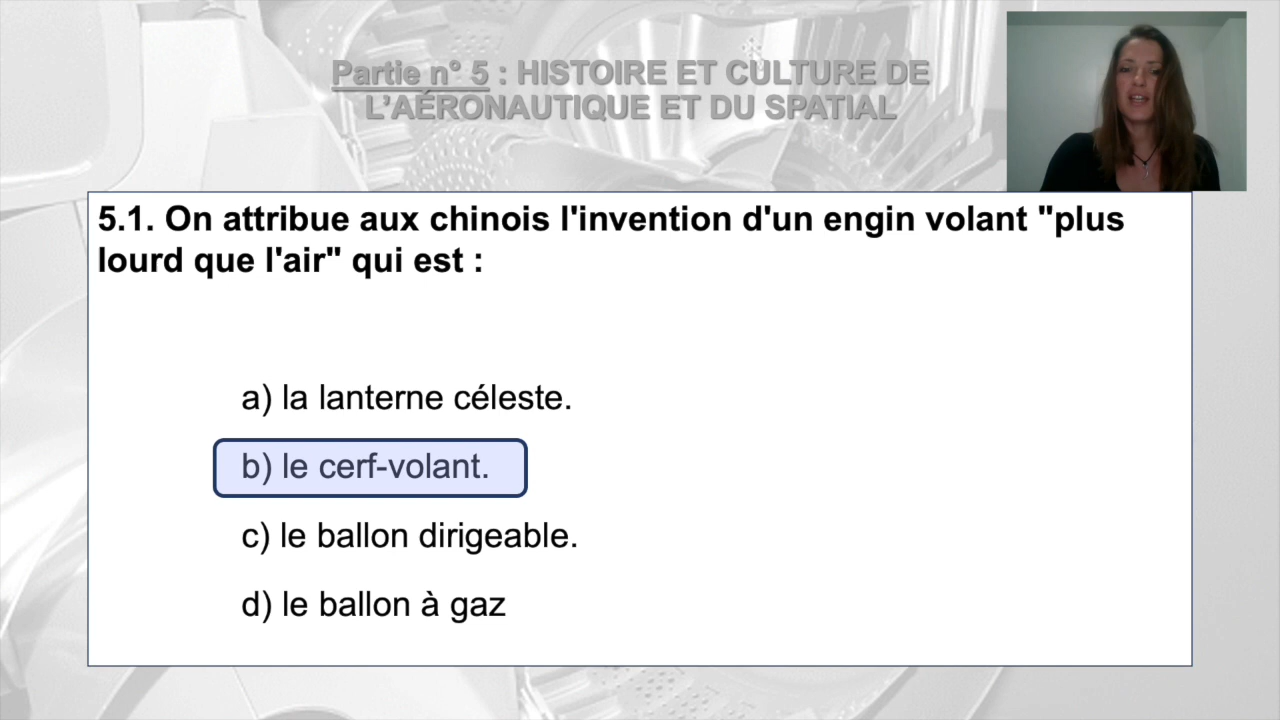 Partie n° 5 : HISTOIRE ET CULTURE DE
L'AÉRONAUTIQUE ET DU SPATIAL
5.1. On attribue aux chinois l'invention d'un engin volant "plus
lourd que l'air" qui est :
a) la lanterne céleste.
b) le cerf-volant.
c) le ballon dirigeable.
d) le ballon à gaz